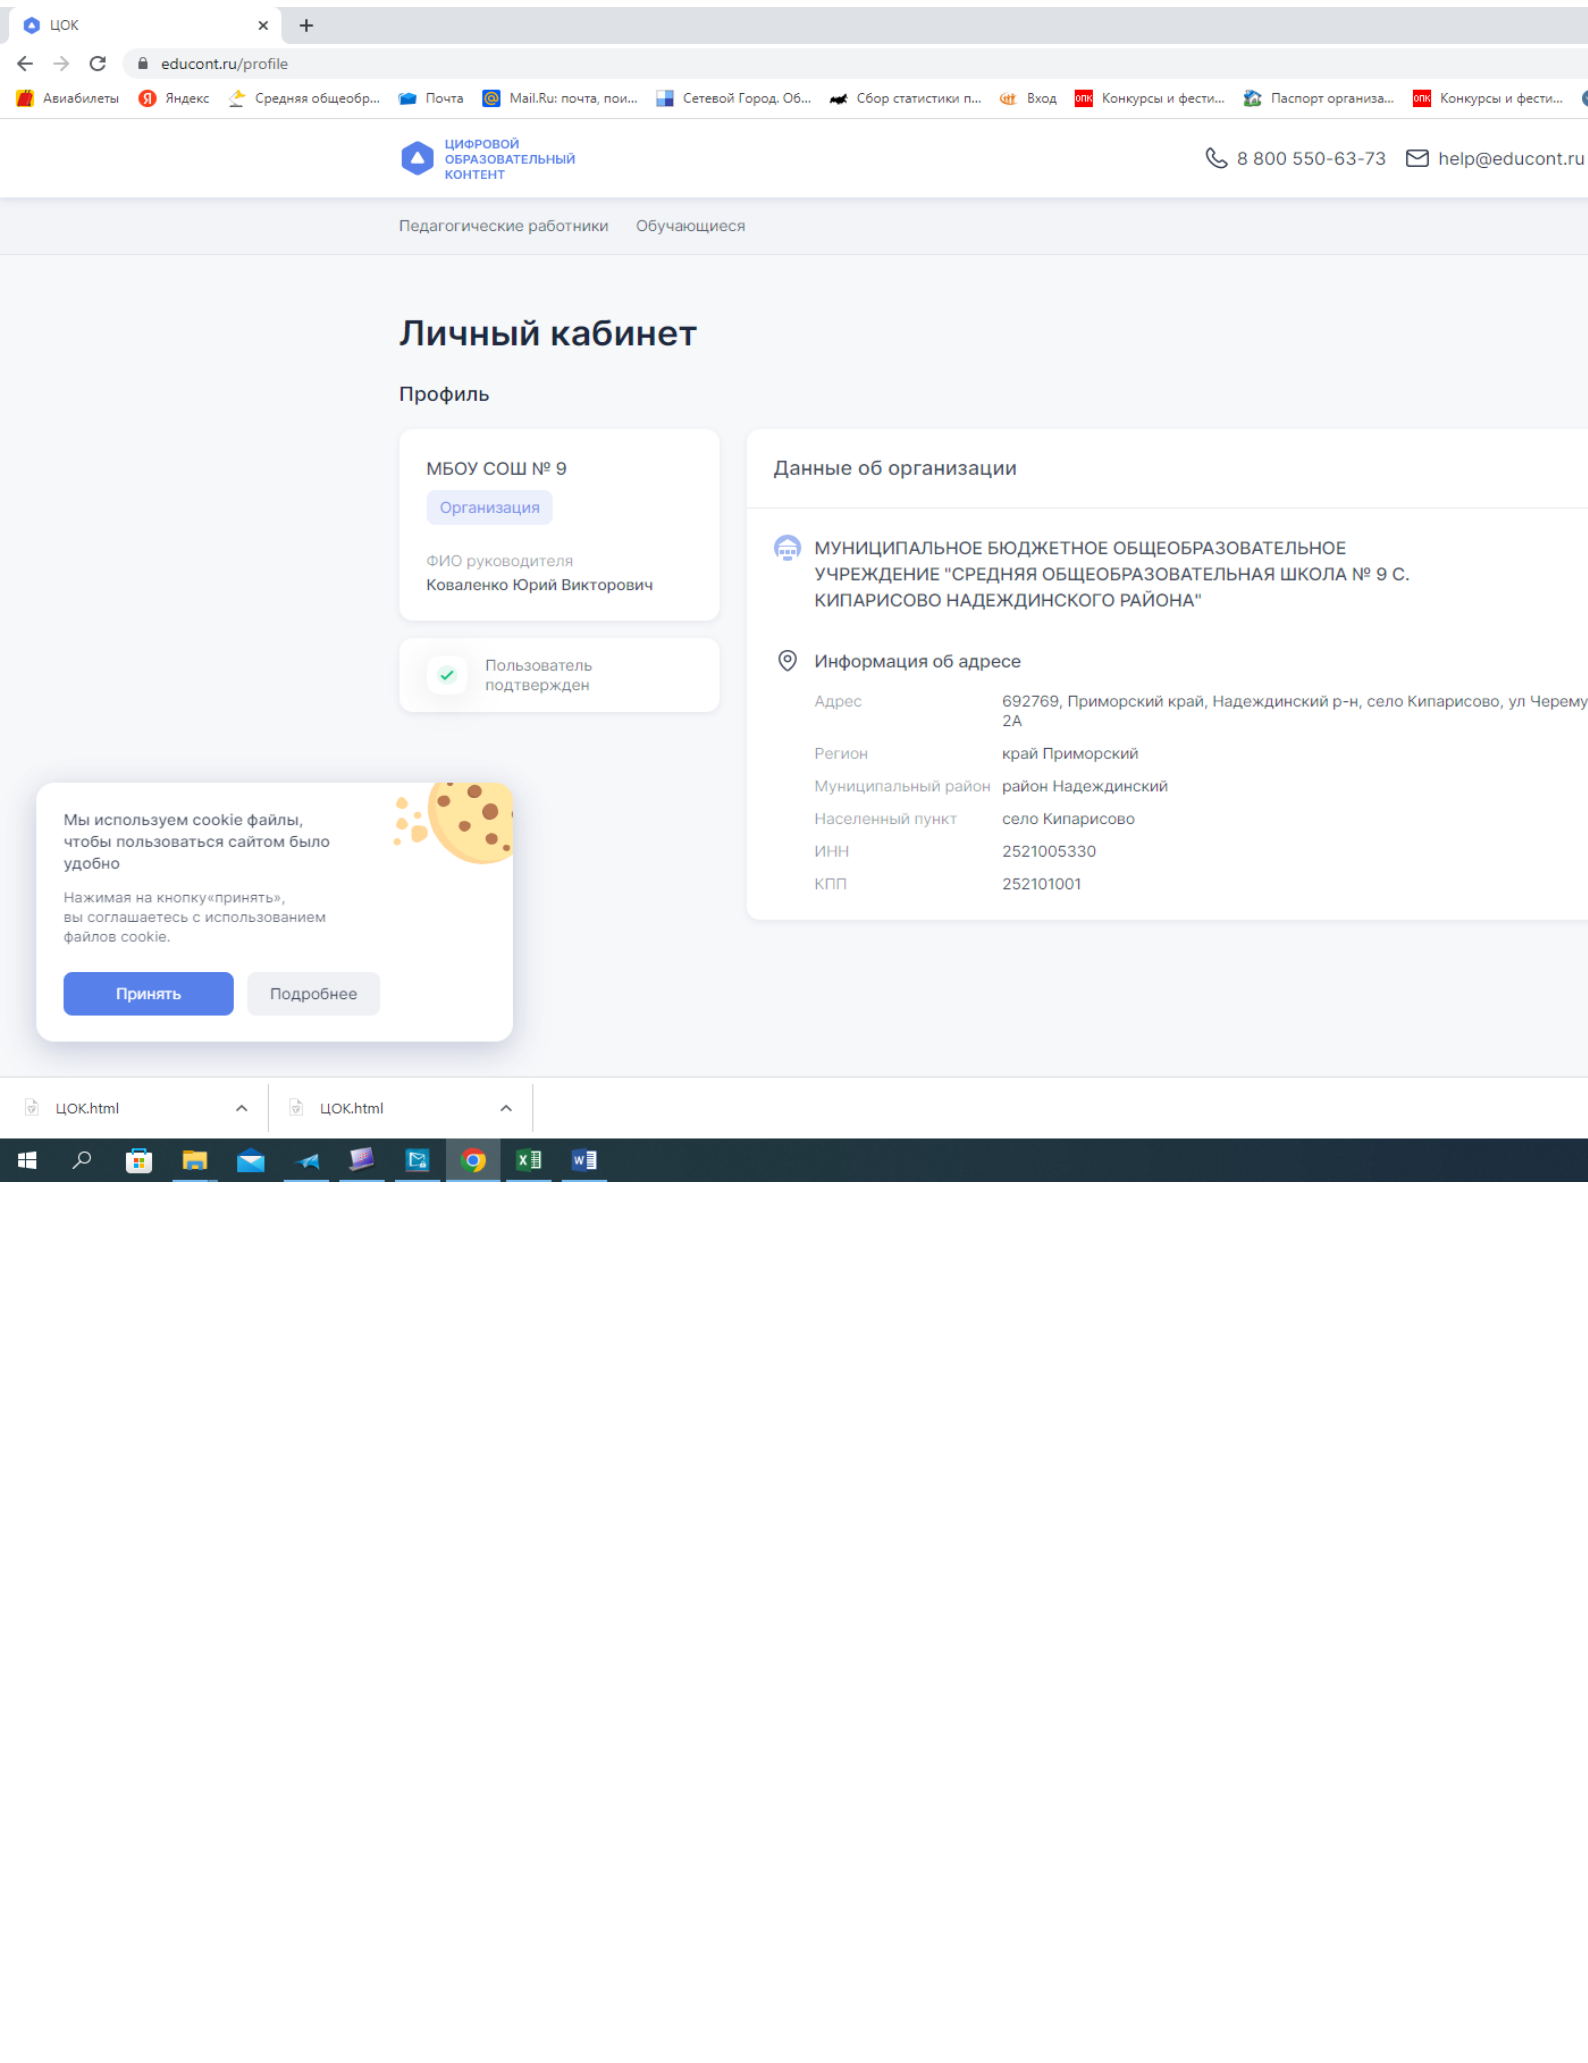 ЦОК
educont.ru/profile
Авиабилеты Яндекс Средняя общеобр... Почта Mail.Ru: почта, пои... Сетевой Город. Об... Сбор статистики п... Вход Конкурсы и фести... Паспорт организа... Конкурсы и фести...
ЦИФРОВОЙ
ОБРАЗОВАТЕЛЬНЫЙ
КОНТЕНТ
8 800 550-63-73 help@educont.ru
Педагогические работники Обучающиеся
Личный кабинет
Профиль
МБОУ СОШ № 9
Организация
ФИО руководителя
Коваленко Юрий Викторович
Пользователь
подтвержден
Данные об организации
МУНИЦИПАЛЬНОЕ БЮДЖЕТНОЕ ОБЩЕОБРАЗОВАТЕЛЬНОЕ
УЧРЕЖДЕНИЕ "СРЕДНЯЯ ОБЩЕОБРАЗОВАТЕЛЬНАЯ ШКОЛА № 9 С.
КИПАРИСОВО НАДЕЖДИНСКОГО РАЙОНА"
Информация об адресе
Адрес 692769, Приморский край, Надеждинский р-н, село Кипарисово, ул Черему
2А
Регион край Приморский
Муниципальный район район Надеждинский
Населенный пункт село Кипарисово
ИНН 2521005330
КПП 252101001
Мы используем cookie файлы,
чтобы пользоваться сайтом было
удобно
Нажимая на кнопку«принять»,
вы соглашаетесь с использованием
файлов cookie.
Принять Подробнее
ЦОК.html ЦОК.html